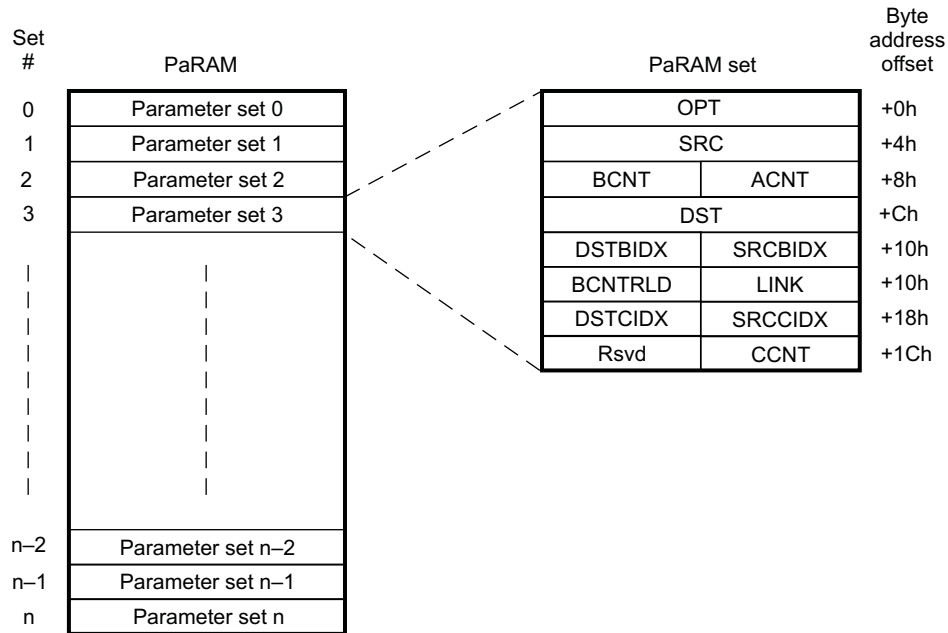 Set
#
PaRAM
0 Parameter set 0
1 Parameter set 1
2 Parameter set 2
3 Parameter set 3
n–2 Parameter set n–2
n–1 Parameter set n–1
n Parameter set n
PaRAM set
Byte
address
offset
OPT +0h
SRC +4h
BCNT ACNT +8h
DST +Ch
DSTBIDX SRCBIDX +10h
BCNTRLD LINK +10h
DSTCIDX SRCCIDX +18h
Rsvd CCNT +1Ch